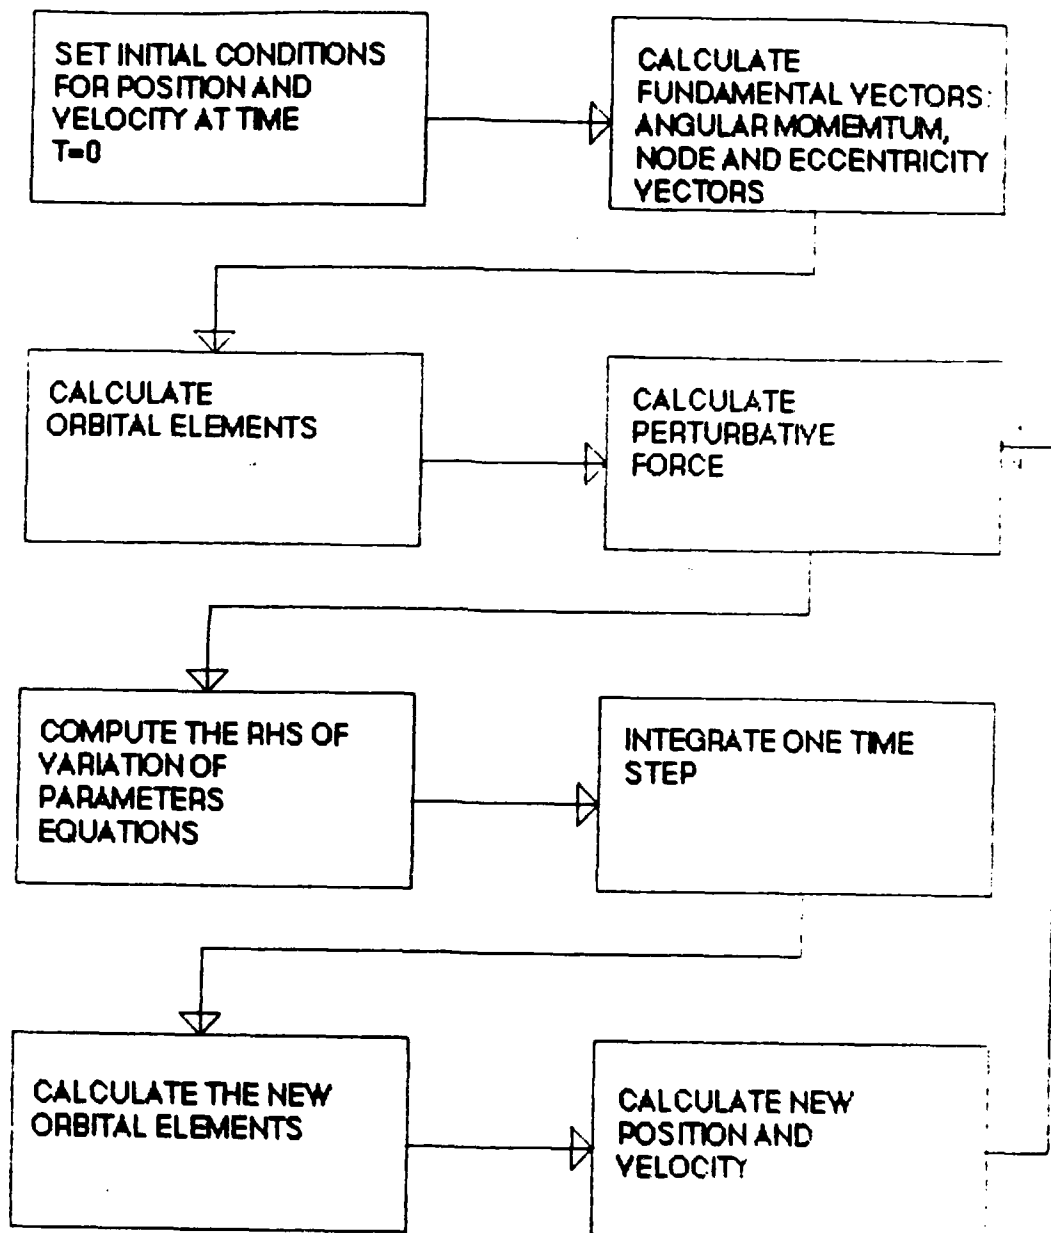 SET INITIAL CONDITIONS
FOR POSITION AND
VELOCITY AT TIME
T=0
CALCULATE
FUNDAMENTAL VECTORS:
ANGULAR MOMEMTUM,
NODE AND ECCENTRICITY
VECTORS
CALCULATE
ORBITAL ELEMENTS
CALCULATE
PERTURBATIVE
FORCE
COMPUTE THE RHS OF
VARIATION OF
PARAMETERS
EQUATIONS
INTEGRATE ONE TIME
STEP
CALCULATE THE NEW
ORBITAL ELEMENTS
CALCULATE NEW
POSITION AND
VELOCITY